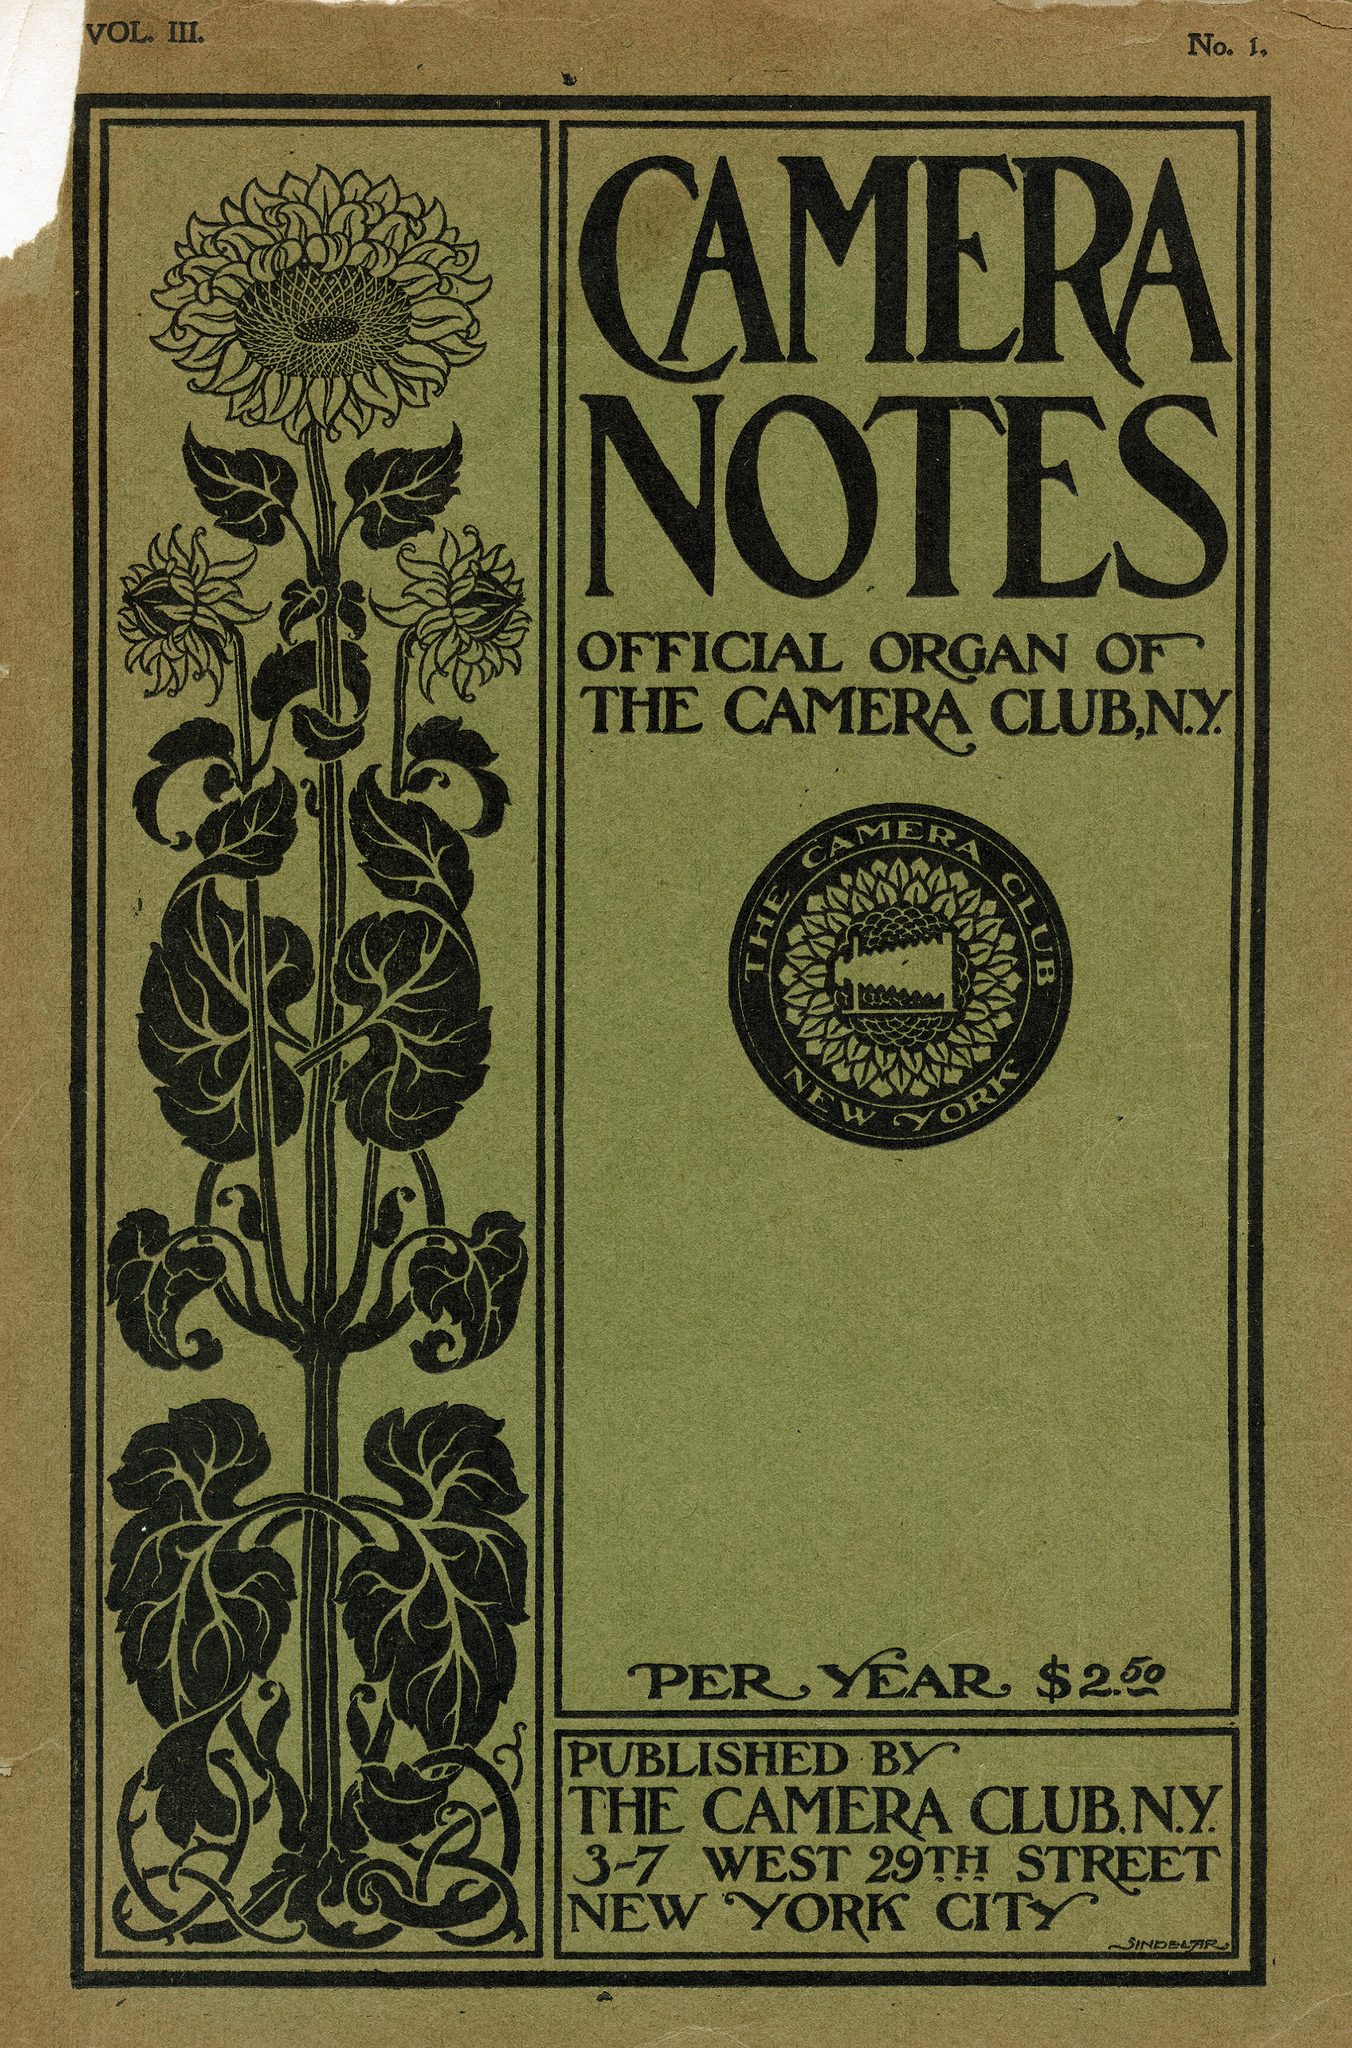 VOL. III.
No. 1.
CAMERA
NOTES
OFFICIAL ORGAN OF
THE CAMERA CLUB, N.Y.
THE CAMERA CLUB
NEW YORK
PER YEAR $2.50
PUBLISHED BY
THE CAMERA CLUB. N.Y.
3-7 WEST 29TH STREET
NEW YORK CITY
SINDELAR